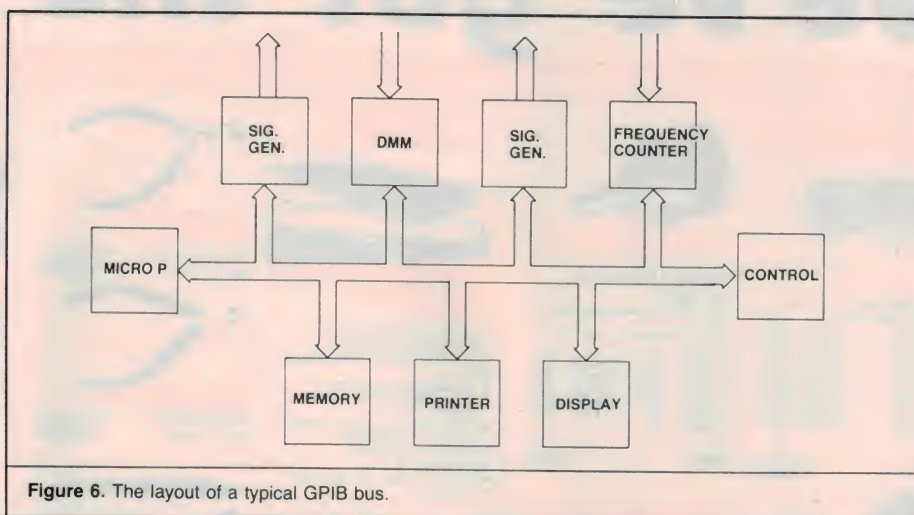 SIG.
GEN.
DMM
SIG.
GEN.
FREQUENCY
COUNTER
MICRO P
CONTROL
MEMORY
PRINTER
DISPLAY
Figure 6. The layout of a typical GPIB bus.